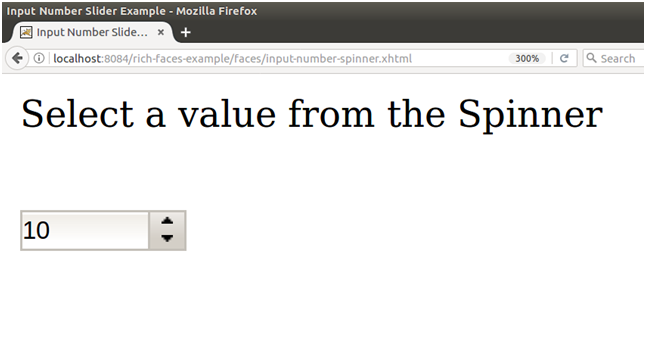 Input Number Slider Example - Mozilla Firefox
Input Number Slide...
localhost:8084/rich-faces-example/faces/input-number-spinner.xhtml 300% Search
Select a value from the Spinner
10